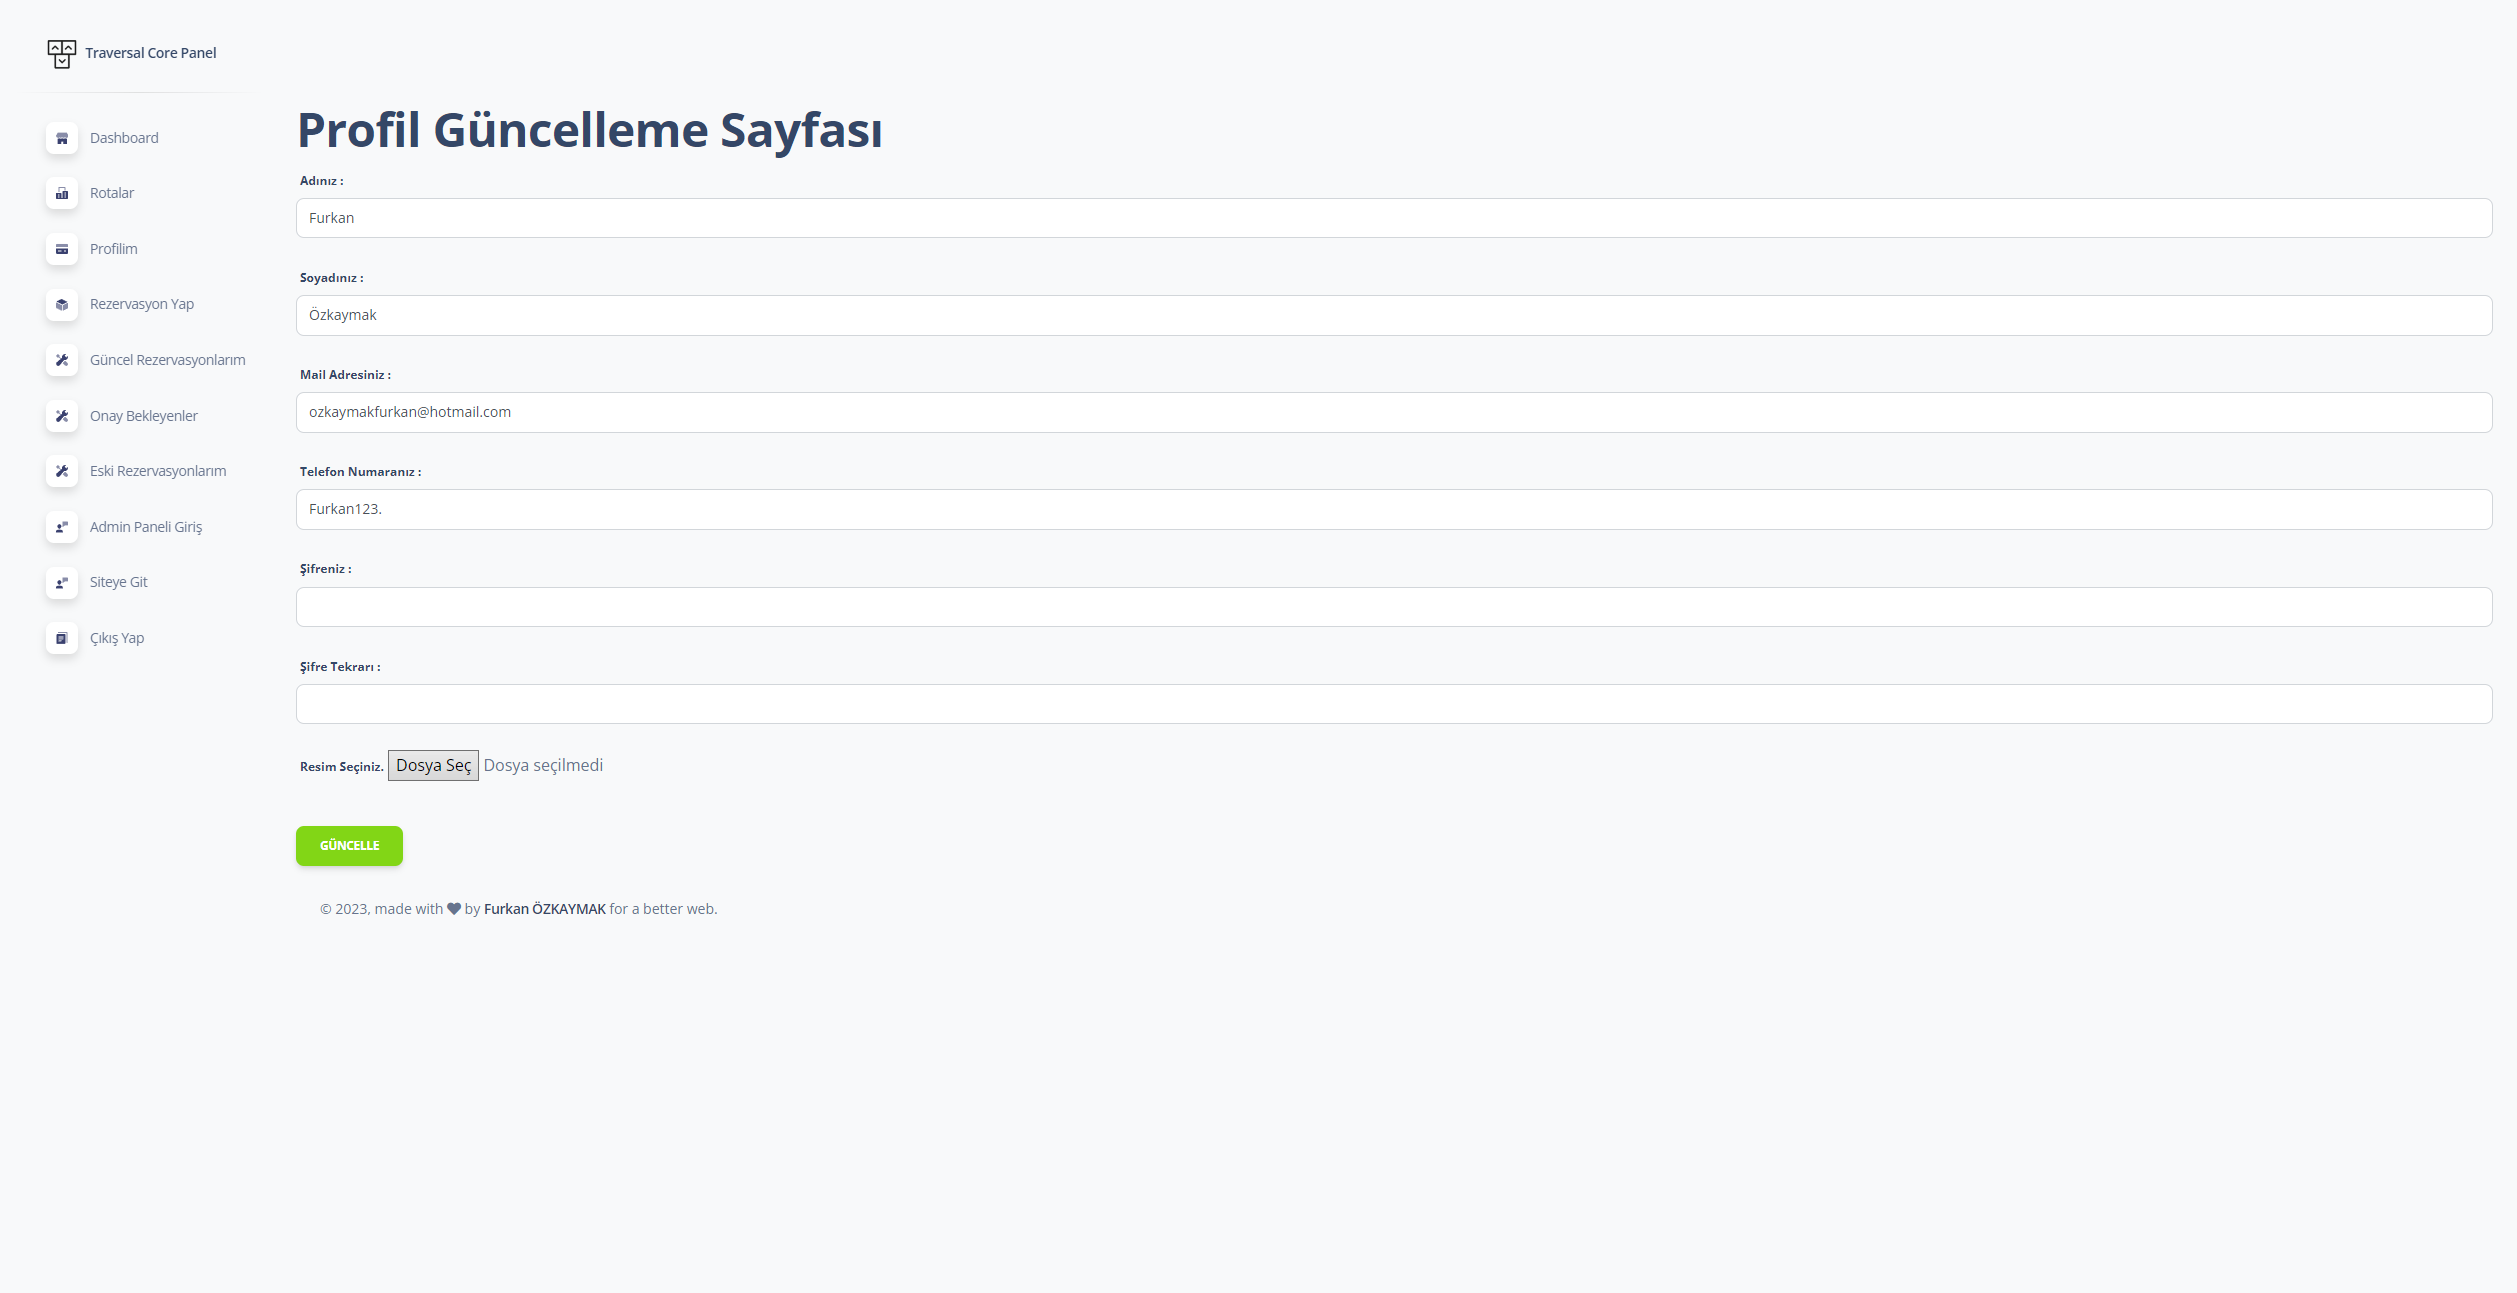 Traversal Core Panel
Dashboard
Rotalar
Profilim
Rezervasyon Yap
Güncel Rezervasyonlarım
Onay Bekleyenler
Eski Rezervasyonlarım
Admin Paneli Giriş
Siteye Git
Çıkış Yap
Profil Güncelleme Sayfası
Adınız :
Furkan
Soyadınız :
Özkaymak
Mail Adresiniz :
ozkaymakfurkan@hotmail.com
Telefon Numaranız :
Furkan123.
Şifreniz :
Şifre Tekrarı :
Resim Seçiniz. Dosya Seç Dosya seçilmedi
GÜNCELLE
© 2023, made with ♥ by Furkan ÖZKAYMAK for a better web.